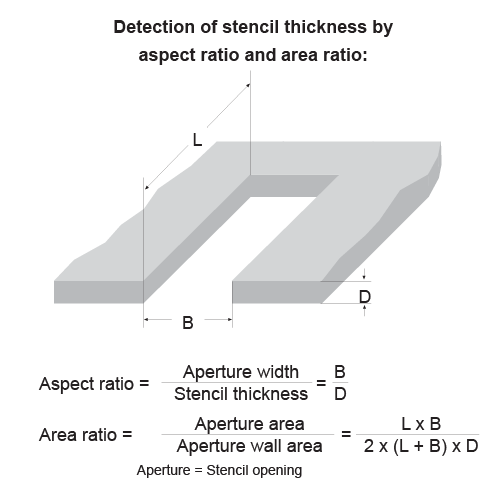 Detection of stencil thickness by
aspect ratio and area ratio:
L
D
B
Aspect ratio = Aperture width / Stencil thickness = B / D
Area ratio = Aperture area / Aperture wall area = L x B / 2 x (L + B) x D
Aperture = Stencil opening